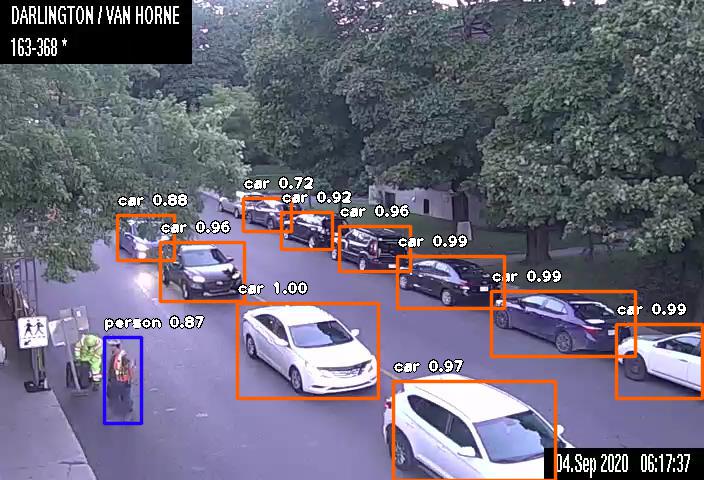 DARLINGTON / VAN HORNE
163-368 *
car 0.72
car 0.88
car 0.92
car 0.96
car 0.96
car 0.99
car 0.99
car 1.00
car 0.99
person 0.87
car 0.97
04.Sep 2020 06:17:37